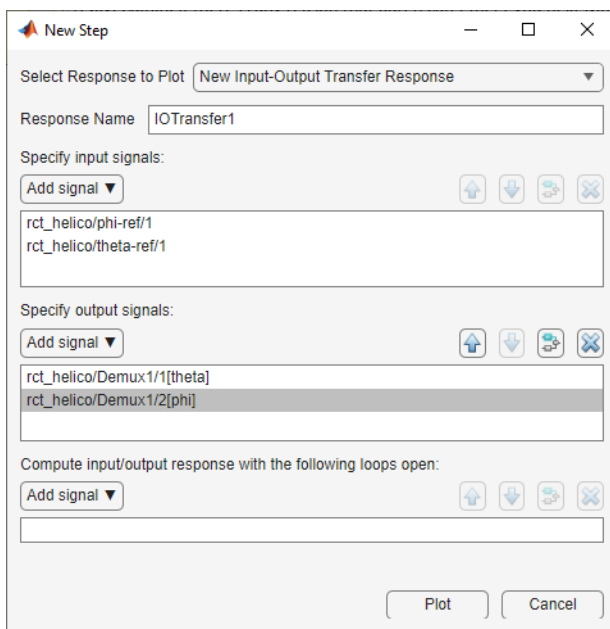 New Step
Select Response to Plot New Input-Output Transfer Response
Response Name IOTransfer1
Specify input signals:
Add signal ▼
rct_helico/phi-ref/1
rct_helico/theta-ref/1
Specify output signals:
Add signal ▼
rct_helico/Demux1/1[theta]
rct_helico/Demux1/2[phi]
Compute input/output response with the following loops open:
Add signal ▼
Plot Cancel